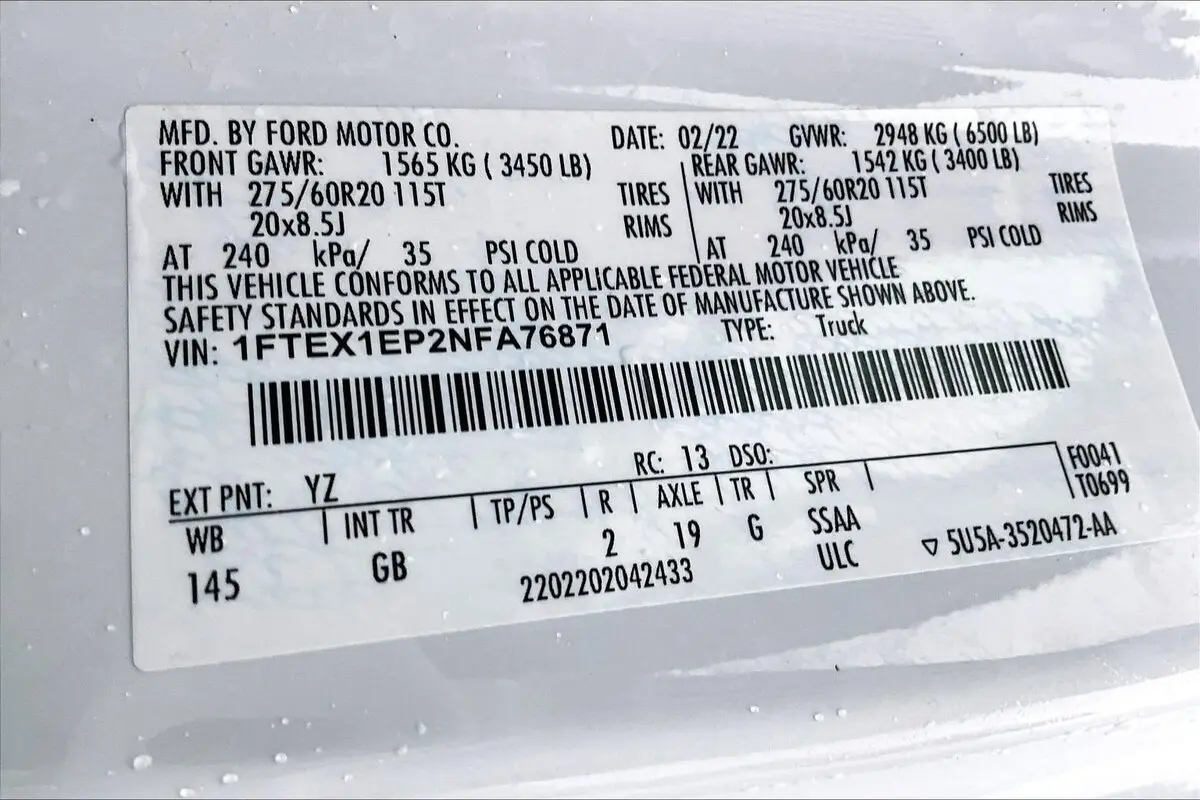 MFD. BY FORD MOTOR CO. DATE: 02/22 GVWR: 2948 KG ( 6500 LB)
FRONT GAWR: 1565 KG ( 3450 LB) REAR GAWR: 1542 KG ( 3400 LB)
WITH 275/60R20 115T TIRES WITH 275/60R20 115T TIRES
20x8.5J RIMS 20x8.5J RIMS
AT 240 kPa/ 35 PSI COLD AT 240 kPa/ 35 PSI COLD
THIS VEHICLE CONFORMS TO ALL APPLICABLE FEDERAL MOTOR VEHICLE
SAFETY STANDARDS IN EFFECT ON THE DATE OF MANUFACTURE SHOWN ABOVE.
VIN: 1FTEX1EP2NFA76871 TYPE: Truck
EXT PNT: YZ RC: 13 DSO: F0041
WB INT TR TP/PS R AXLE TR SPR T0699
145 GB 2 19 G SSAA
2202202042433 ULC 5U5A-3520472-AA